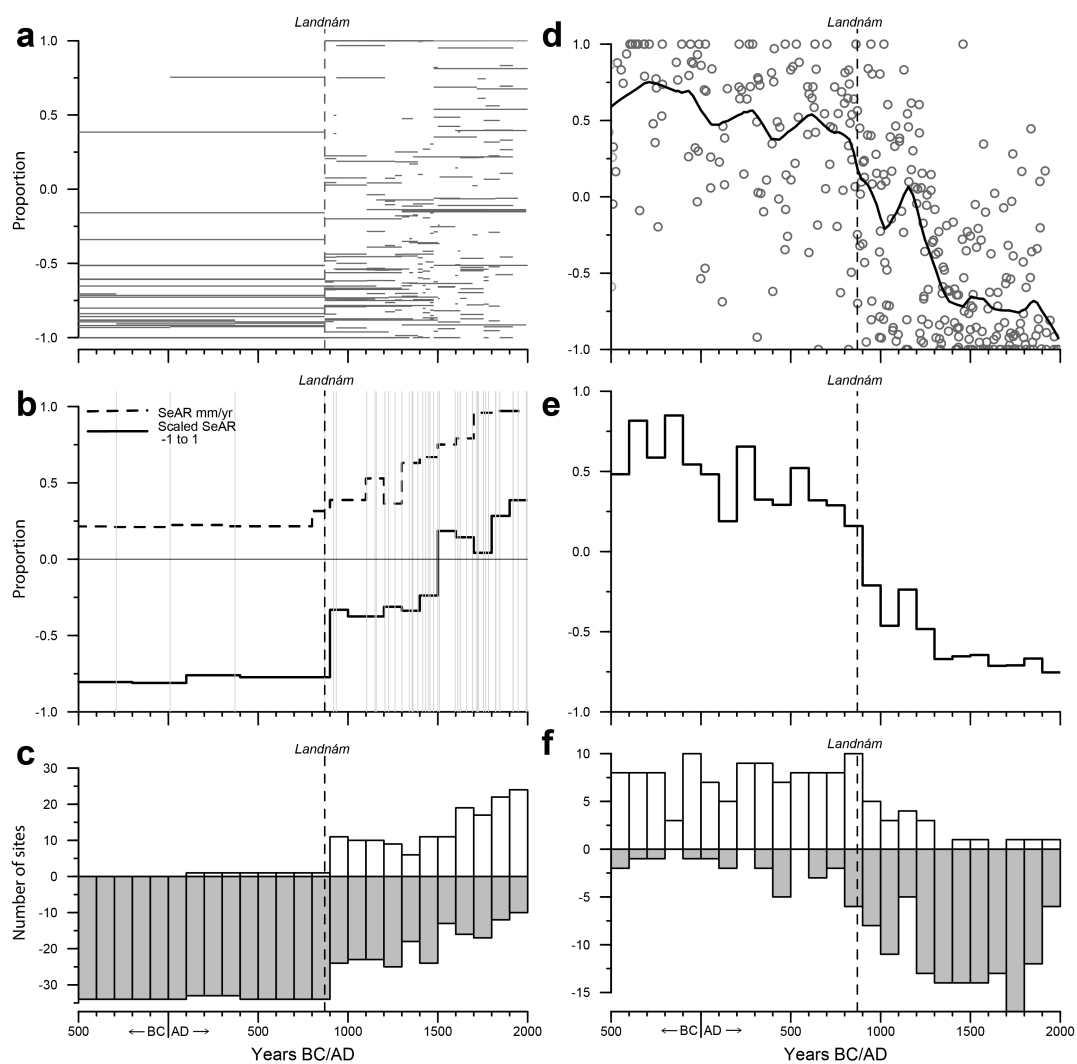 a
Landnám
1.0
0.5
0.0
-0.5
-1.0
Proportion
d
Landnám
1.0
0.5
0.0
-0.5
-1.0
b
Landnám
SeAR mm/yr
Scaled SeAR
-1 to 1
1.0
0.5
0.0
-0.5
-1.0
Proportion
e
Landnám
1.0
0.5
0.0
-0.5
-1.0
c
Landnám
30
20
10
0
-10
-20
-30
Number of sites
500
←BC|AD→
500
1000
1500
2000
Years BC/AD
f
Landnám
10
5
0
-5
-10
-15
500
←BC|AD→
500
1000
1500
2000
Years BC/AD